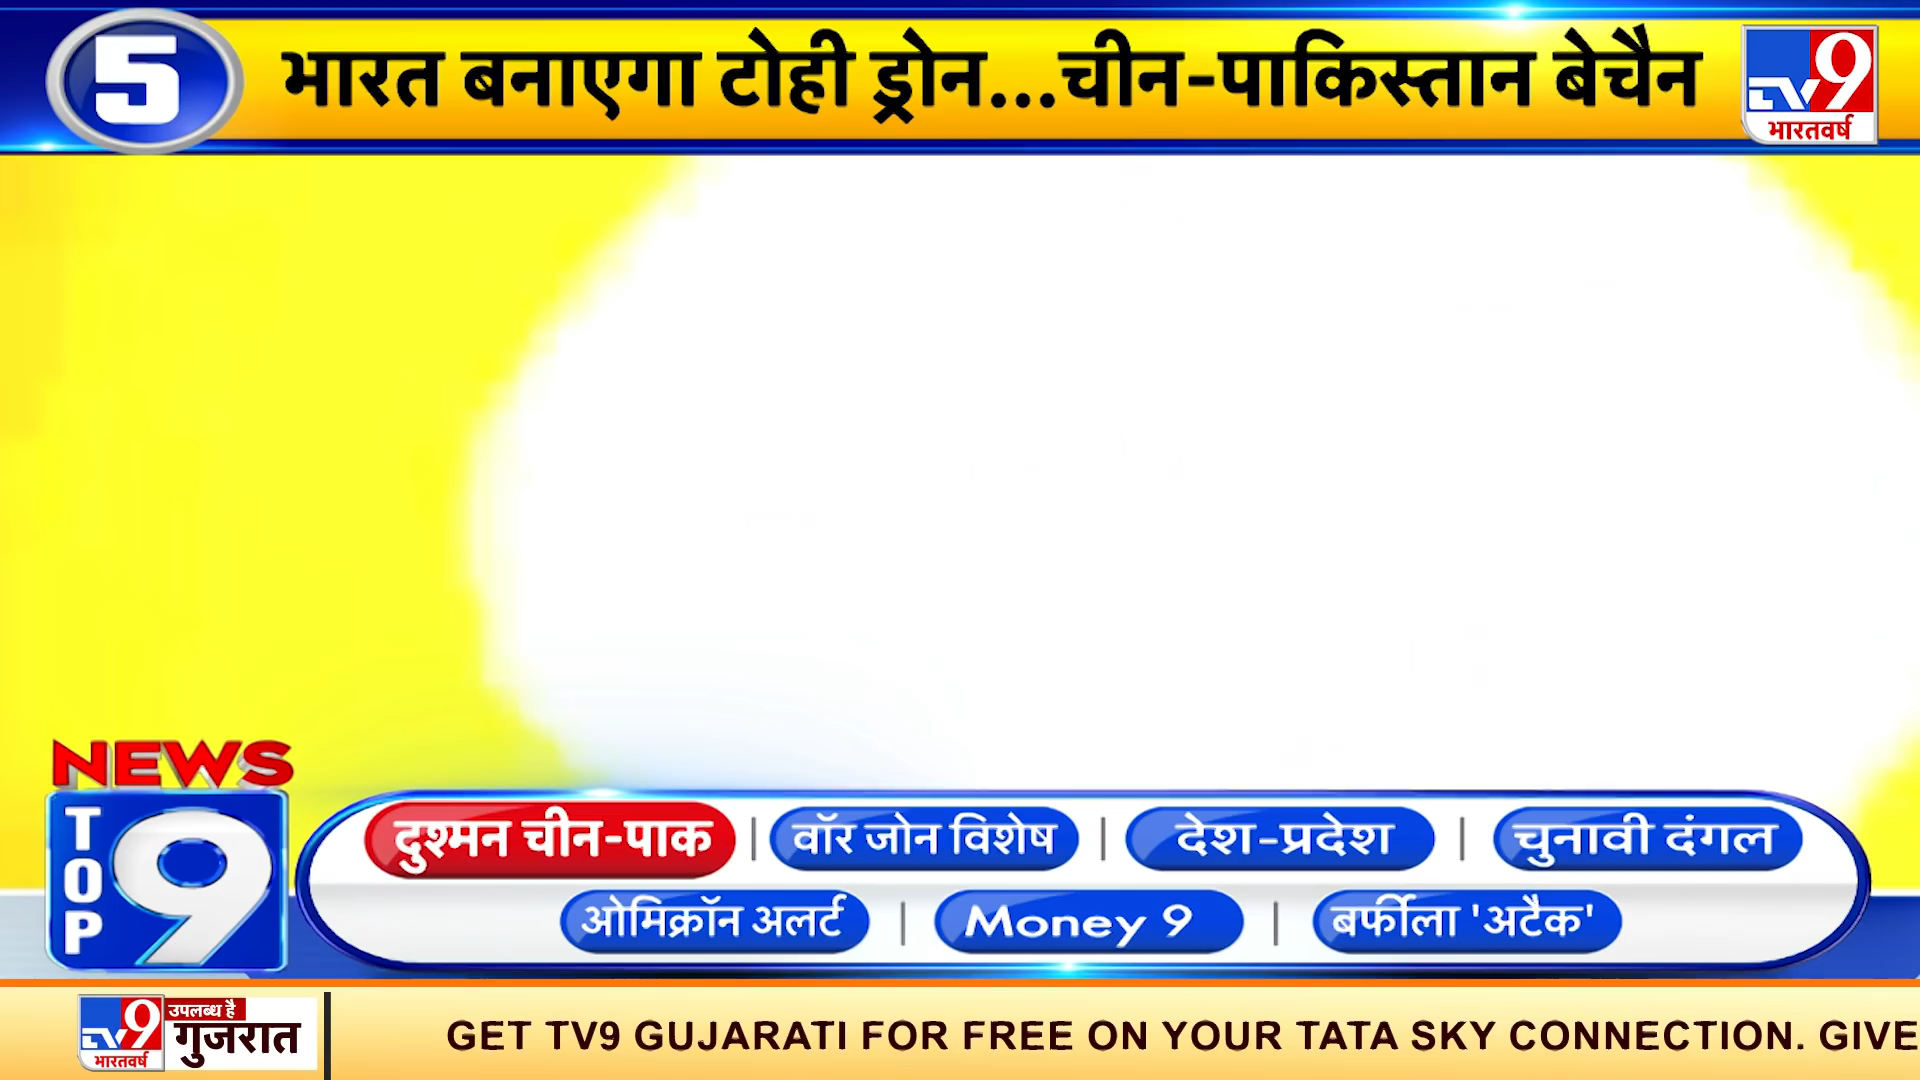 5 भारत बनाएगा टोही ड्रोन...चीन-पाकिस्तान बेचैन
TV9
भारतवर्ष
NEWS
TOP 9
दुश्मन चीन-पाक | वॉर जोन विशेष | देश-प्रदेश | चुनावी दंगल
ओमिक्रॉन अलर्ट | Money 9 | बर्फीला 'अटैक'
TV9 भारतवर्ष उपलब्ध है गुजरात
GET TV9 GUJARATI FOR FREE ON YOUR TATA SKY CONNECTION. GIVE